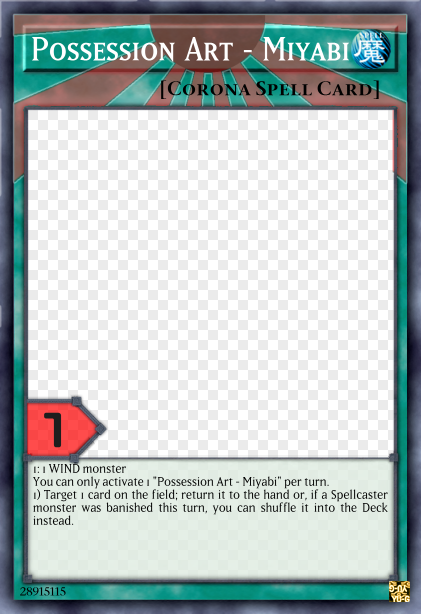 Possession Art - Miyabi
SPELL
魔
[Corona Spell Card]
1
1: 1 WIND monster
You can only activate 1 "Possession Art - Miyabi" per turn.
1) Target 1 card on the field; return it to the hand or, if a Spellcaster
monster was banished this turn, you can shuffle it into the Deck
instead.
28915115